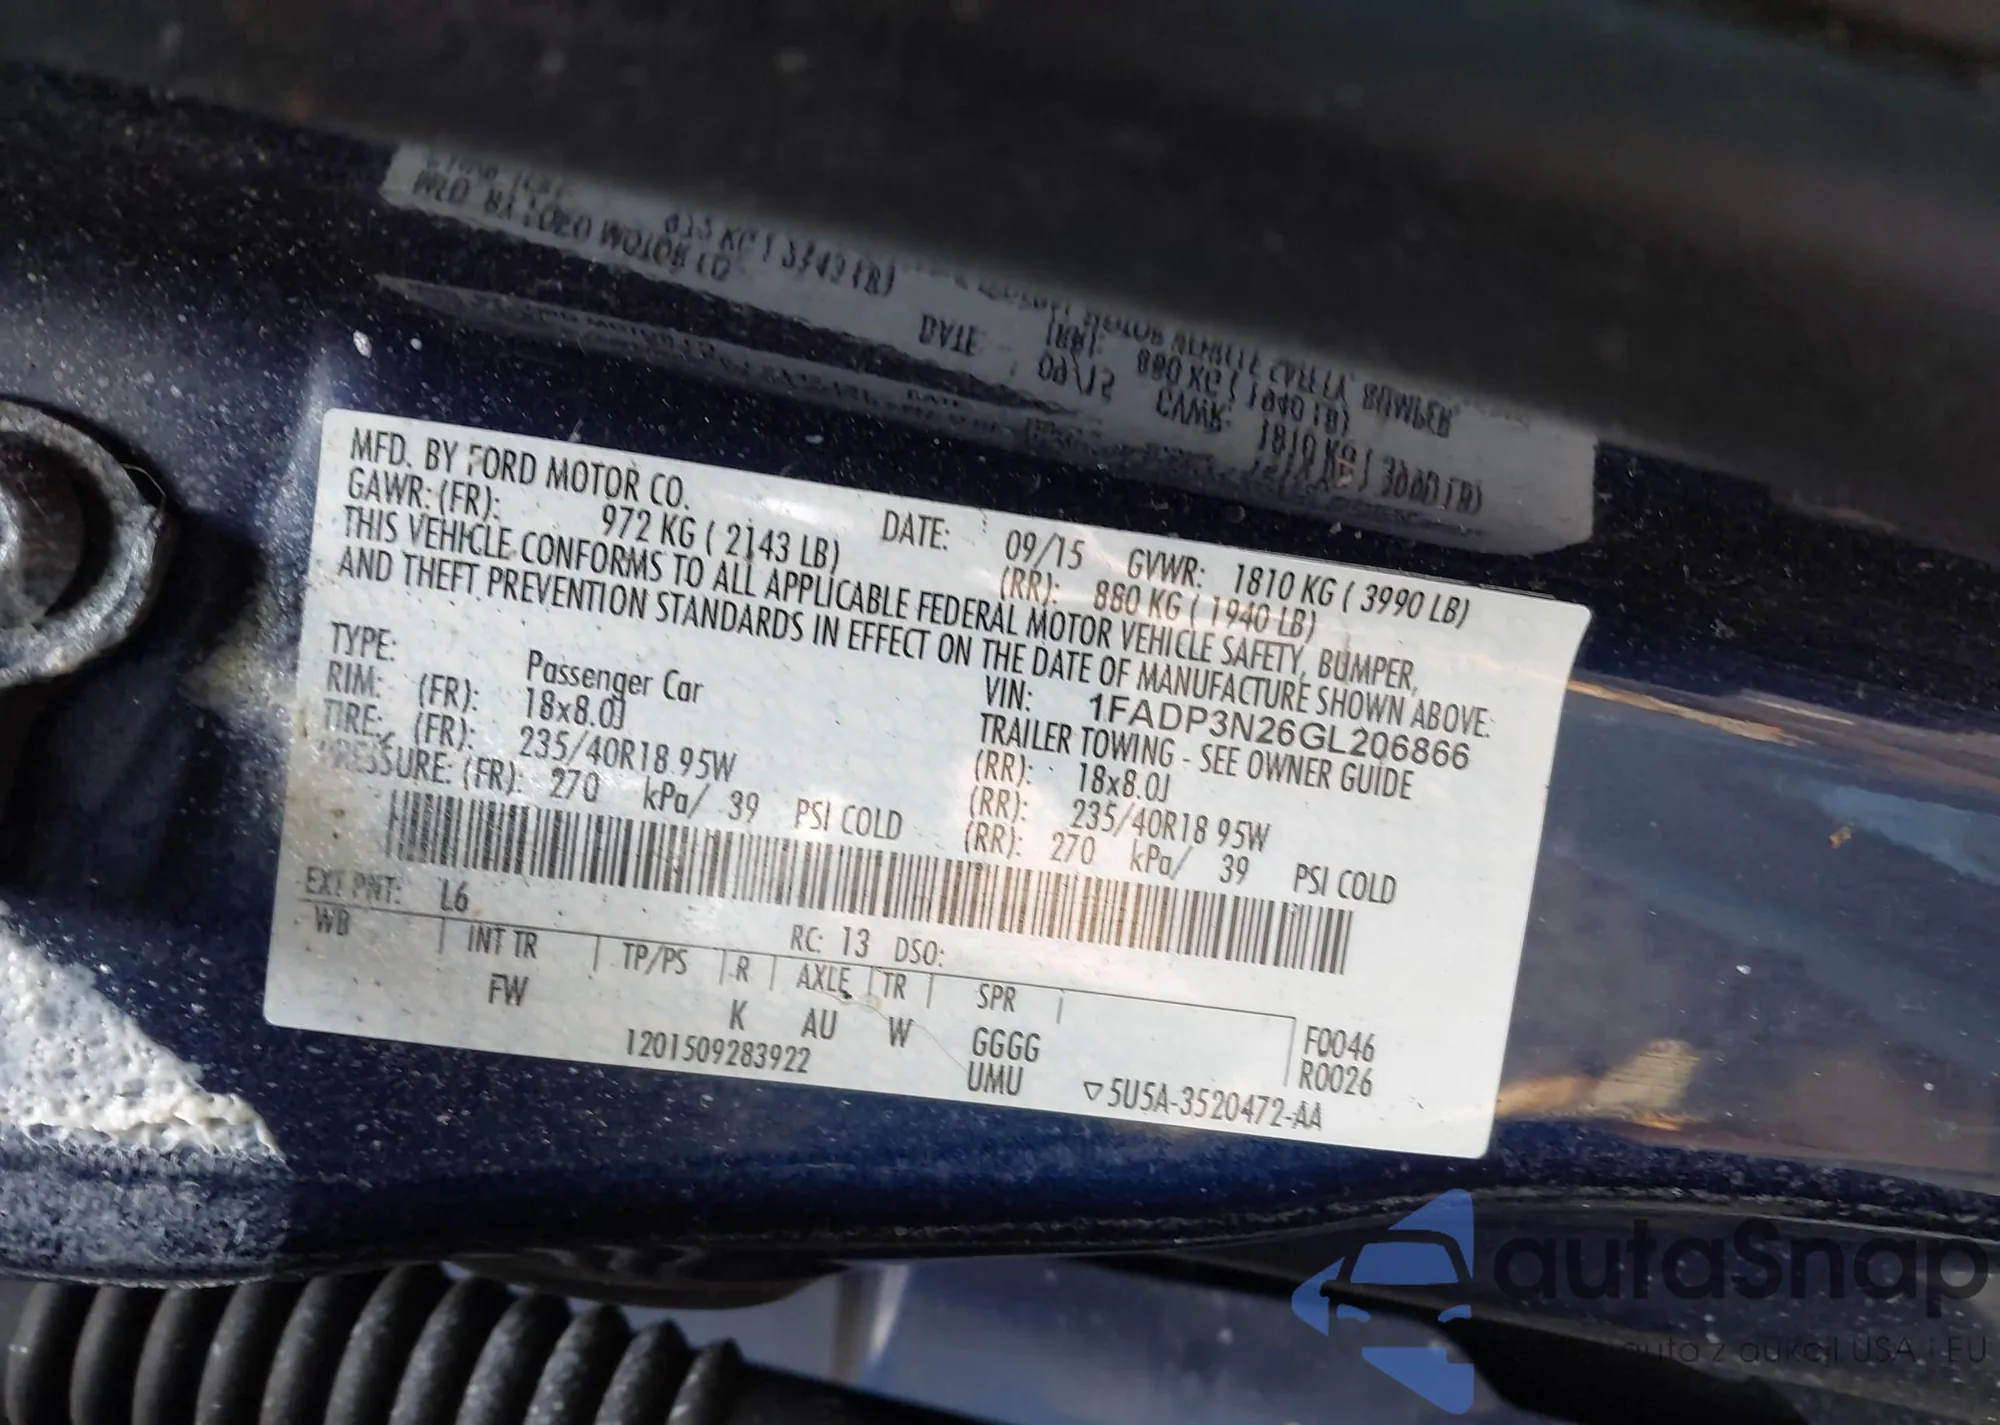 MFD. BY FORD MOTOR CO. DATE: 09/15 GVWR: 1810 KG ( 3990 LB)
GAWR: (FR): 972 KG ( 2143 LB) (RR): 880 KG ( 1940 LB)
THIS VEHICLE CONFORMS TO ALL APPLICABLE FEDERAL MOTOR VEHICLE SAFETY, BUMPER,
AND THEFT PREVENTION STANDARDS IN EFFECT ON THE DATE OF MANUFACTURE SHOWN ABOVE.
VIN: 1FADP3N26GL206866
TYPE: Passenger Car TRAILER TOWING - SEE OWNER GUIDE
RIM: (FR): 18x8.0J (RR): 18x8.0J
TIRE: (FR): 235/40R18 95W (RR): 235/40R18 95W
PRESSURE: (FR): 270 kPa/ 39 PSI COLD (RR): 270 kPa/ 39 PSI COLD
EXT PNT: L6 RC: 13 DSO:
WB INT TR TP/PS R AXLE TR SPR
FW K AU W GGGG F0046
UMU R0026
1201509283922 ▽5U5A-3520472-AA
autaSnap
auta z aukcji USA i EU